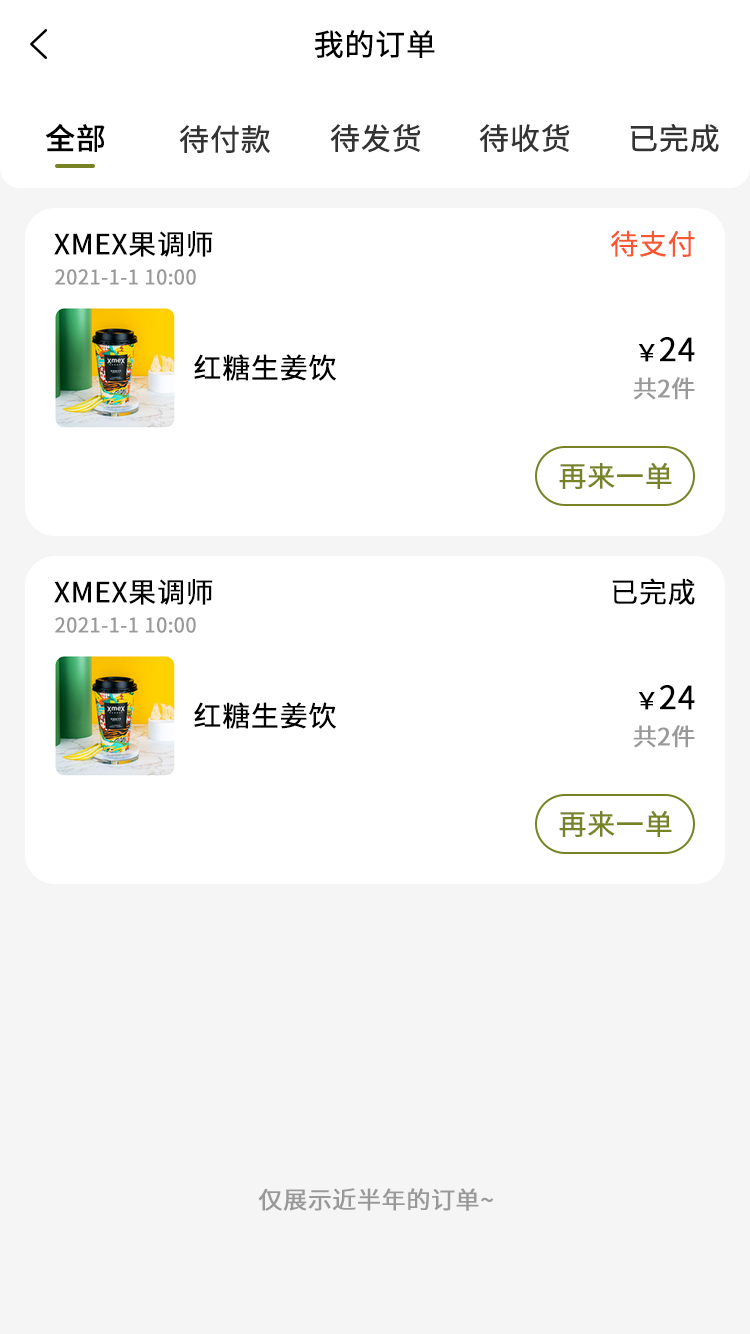 我的订单
全部 待付款 待发货 待收货 已完成
XMEX果调师 待支付
2021-1-1 10:00
xmex
红糖生姜饮
¥24
共2件
再来一单
XMEX果调师 已完成
2021-1-1 10:00
xmex
红糖生姜饮
¥24
共2件
再来一单
仅展示近半年的订单~